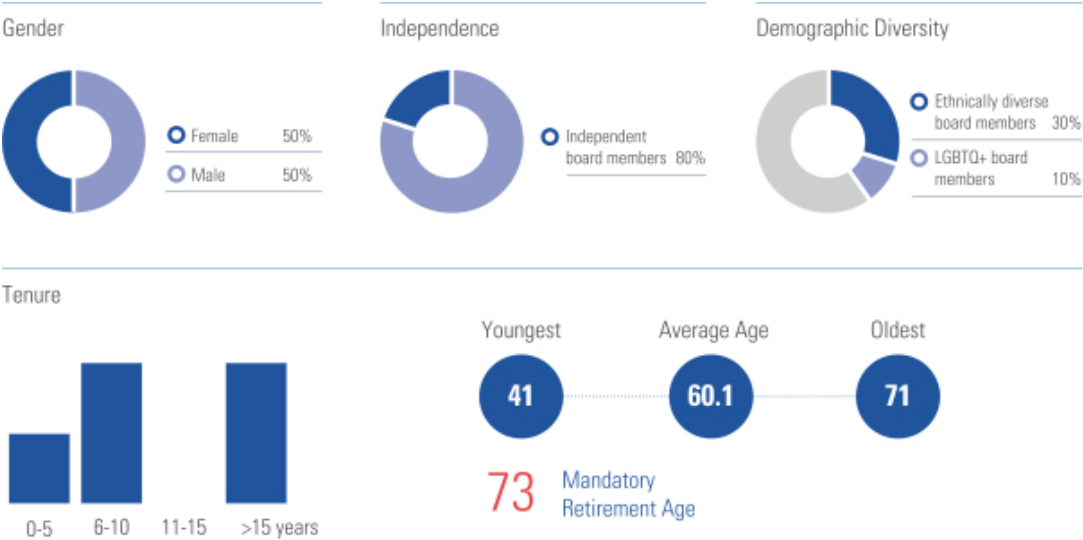 Gender
Independence
Demographic Diversity
Female 50%
Male 50%
Independent
board members 80%
Ethnically diverse
board members 30%
LGBTQ+ board
members 10%
Tenure
0-5 6-10 11-15 >15 years
Youngest Average Age Oldest
41 60.1 71
73 Mandatory
Retirement Age